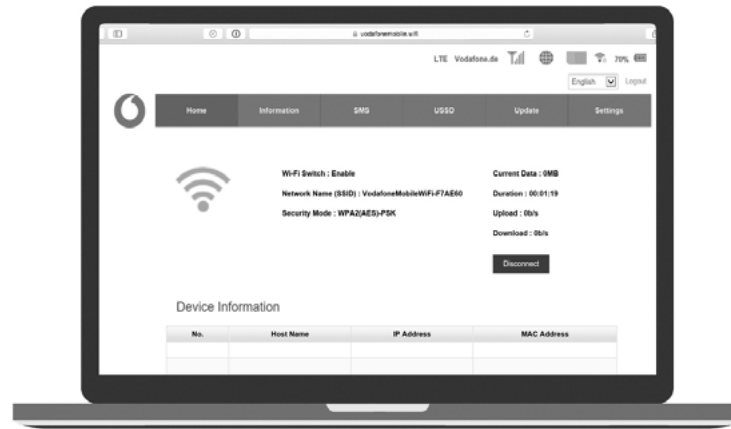 vodafonemobile.wifi
LTE Vodafone.de 70%
English Logout
Home Information SMS USSD Update Settings
Wi-Fi Switch : Enable
Network Name (SSID) : VodafoneMobileWiFi-F7AE60
Security Mode : WPA2(AES)-PSK
Current Data : 0MB
Duration : 00:01:19
Upload : 0b/s
Download : 0b/s
Disconnect
Device Information
No. Host Name IP Address MAC Address